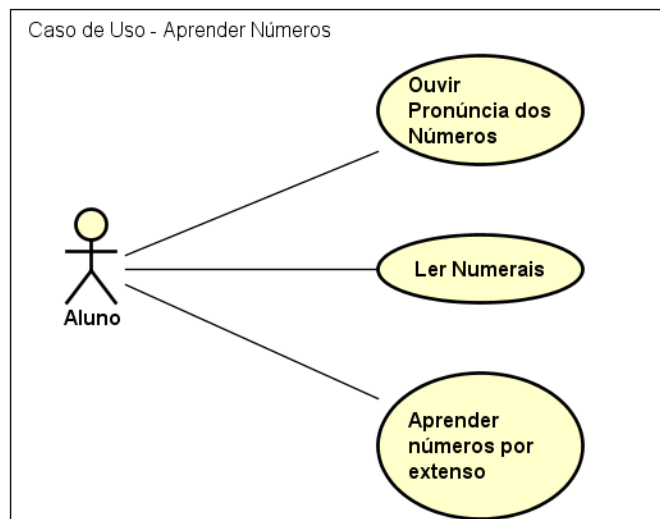 Caso de Uso - Aprender Números
Ouvir
Pronúncia dos
Números
Ler Numerais
Aluno
Aprender
números por
extenso